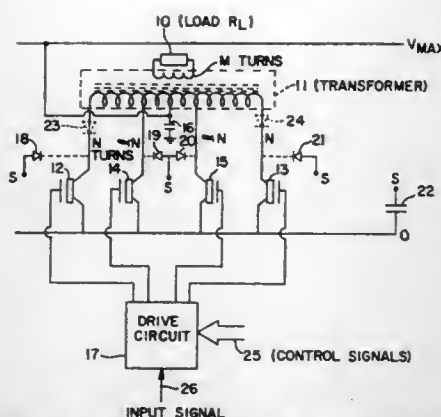 10 (LOAD RL)
VMAX
M TURNS
11 (TRANSFORMER)
23
16
24
18
N
∝N
19
20
∝N
N
21
TURNS
S
12
14
S
15
13
S
S
22
0
DRIVE
CIRCUIT
17
25 (CONTROL SIGNALS)
26
INPUT SIGNAL